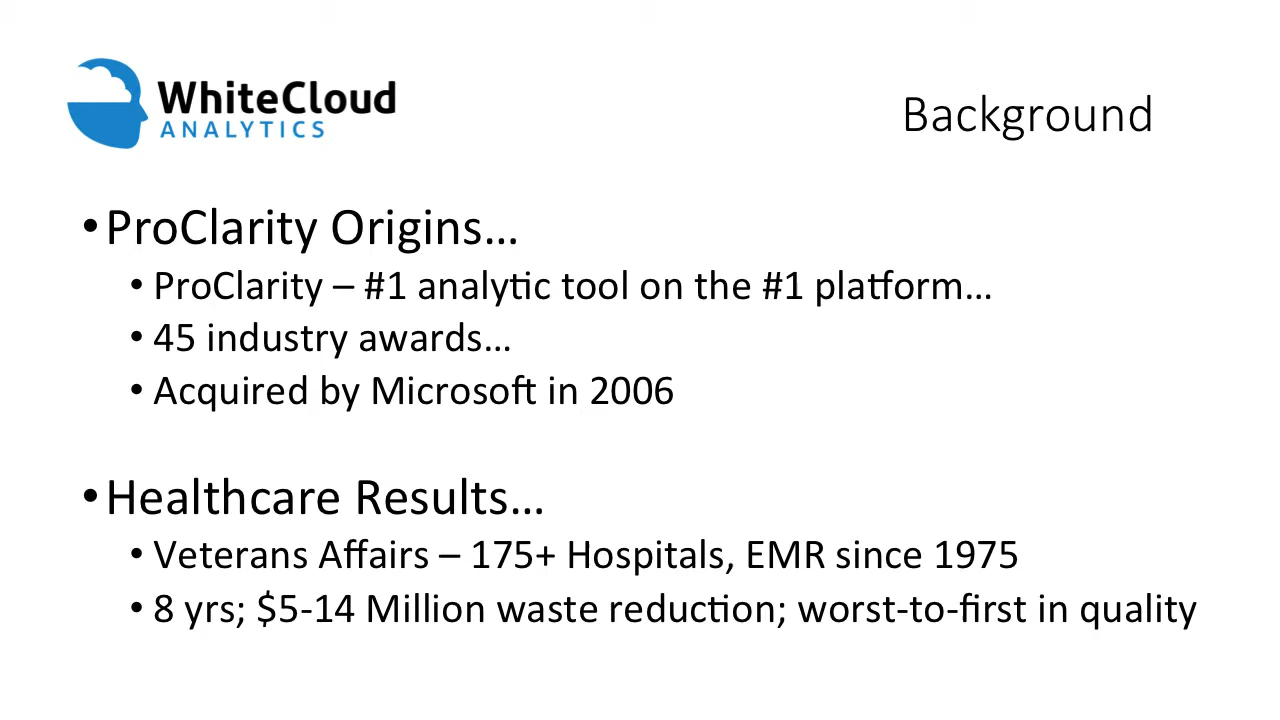 WhiteCloud
ANALYTICS
Background
•ProClarity Origins…
• ProClarity – #1 analytic tool on the #1 platform…
• 45 industry awards…
• Acquired by Microsoft in 2006
•Healthcare Results…
• Veterans Affairs – 175+ Hospitals, EMR since 1975
• 8 yrs; $5-14 Million waste reduction; worst-to-first in quality